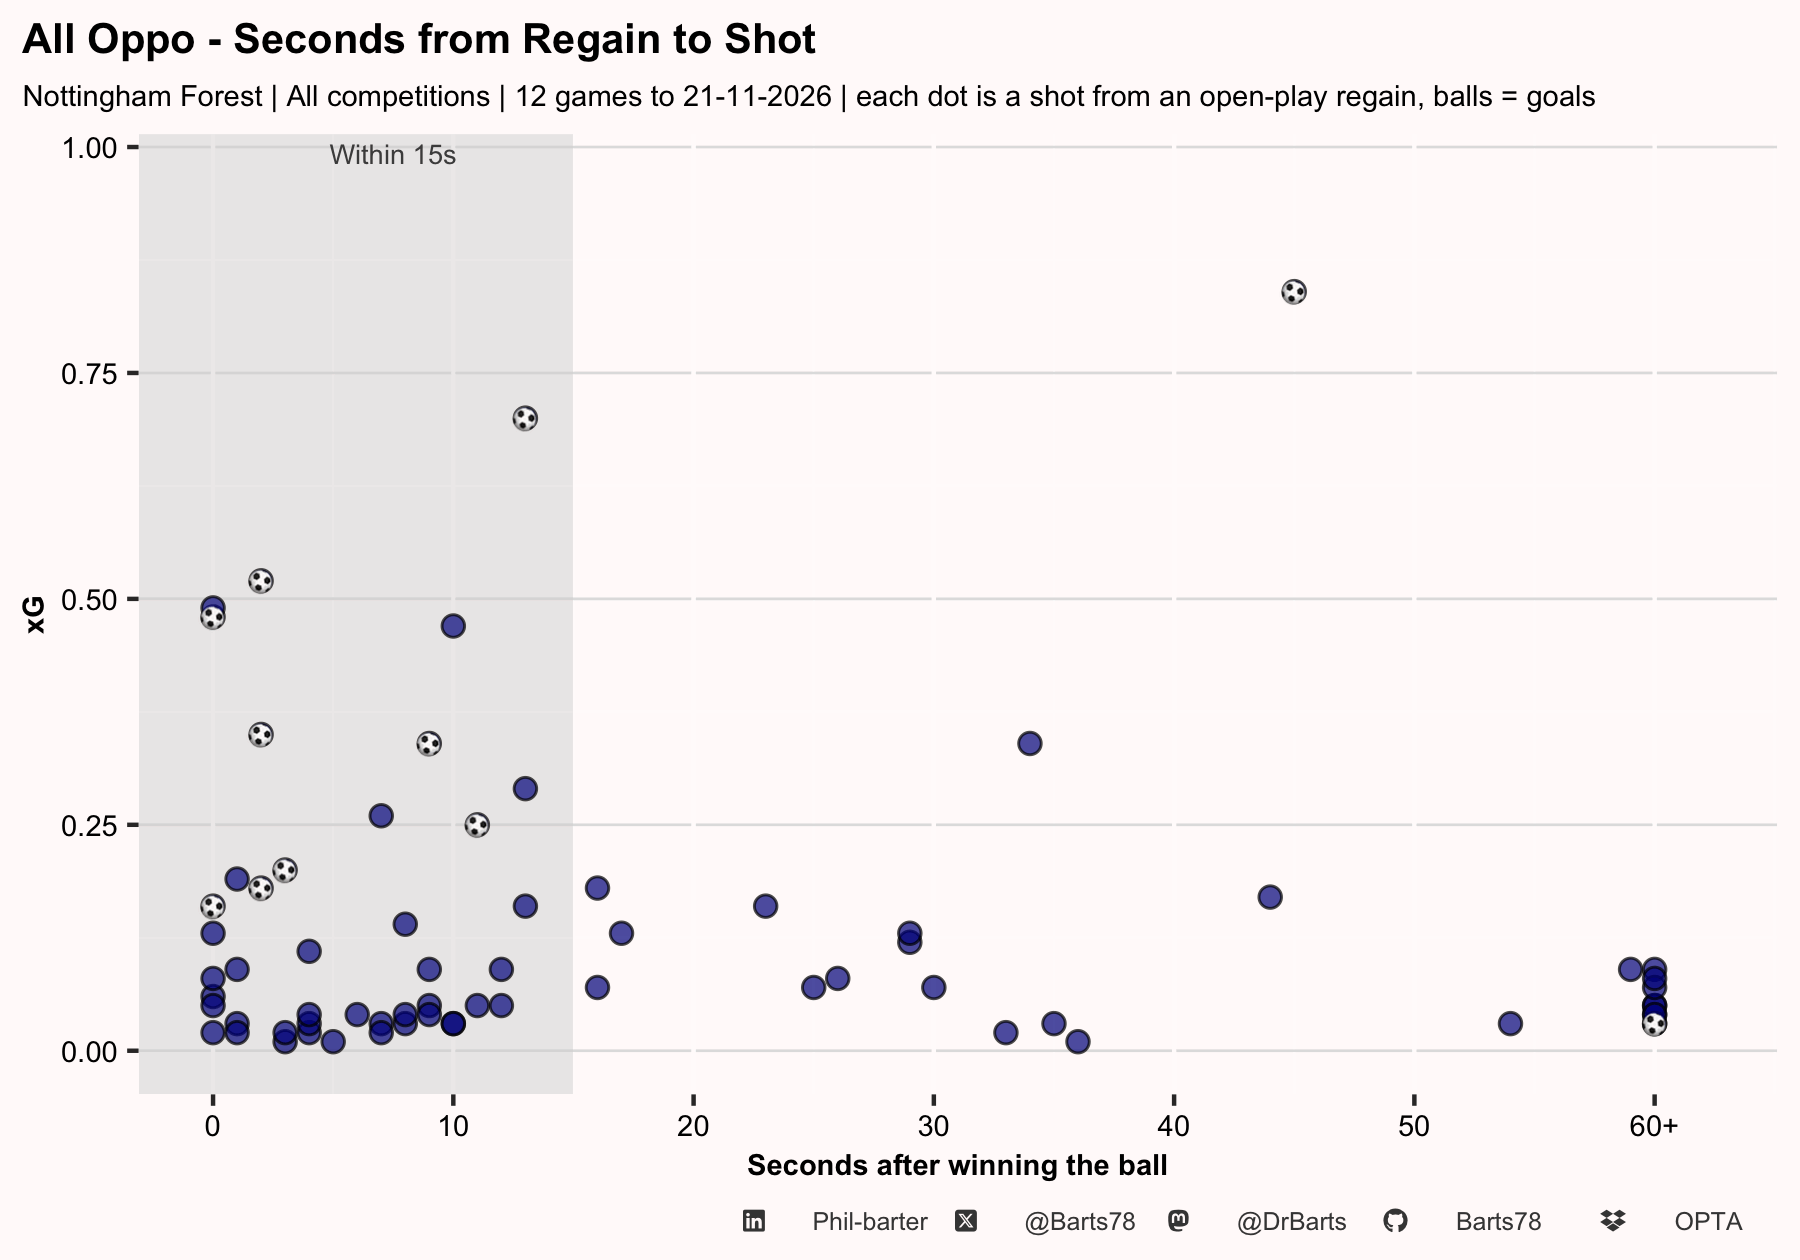 All Oppo - Seconds from Regain to Shot
Nottingham Forest | All competitions | 12 games to 21-11-2026 | each dot is a shot from an open-play regain, balls = goals
Within 15s
1.00
0.75
0.50
0.25
0.00
xG
0 10 20 30 40 50 60+
Seconds after winning the ball
Phil-barter @Barts78 @DrBarts Barts78 OPTA